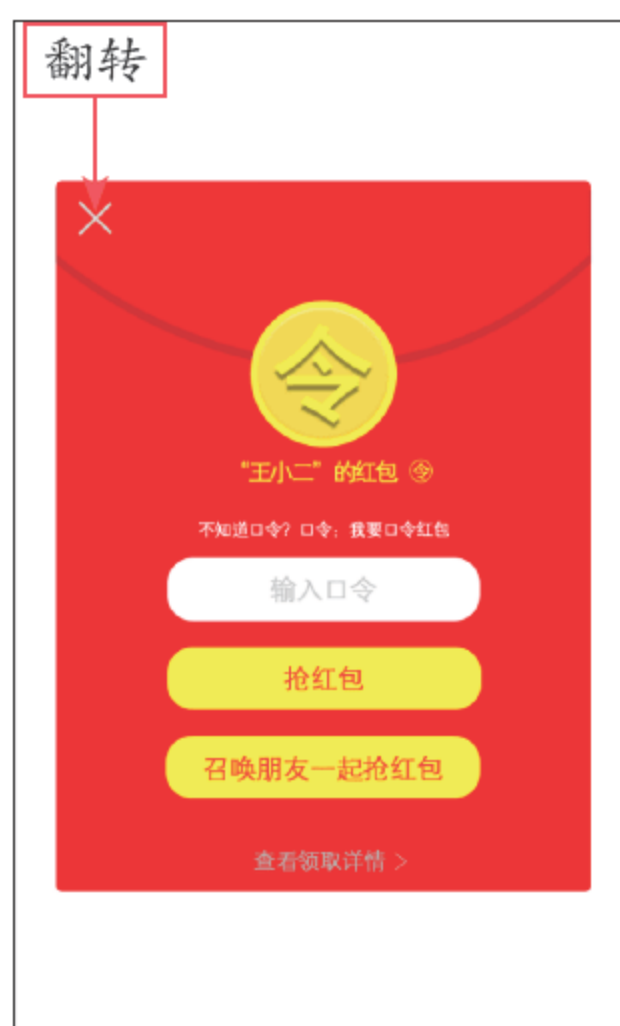 翻转
令
“王小二”的红包 令
不知道口令？口令：我要口令红包
输入口令
抢红包
召唤朋友一起抢红包
查看领取详情 >